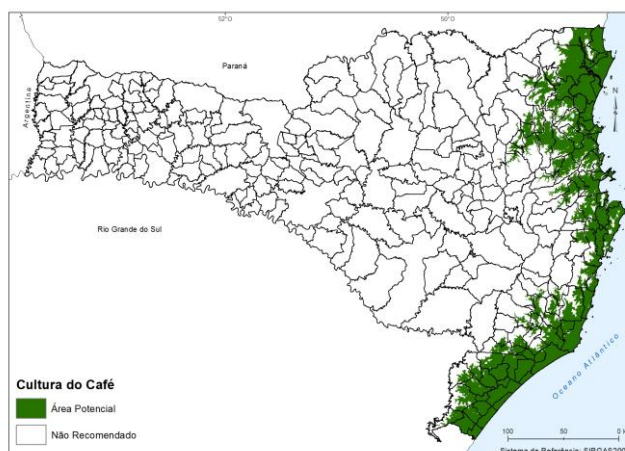 52°O
50°O
Paraná
Argentina
N
Rio Grande do Sul
Oceano Atlântico
Cultura do Café
Área Potencial
Não Recomendado
100 50 0
Sistema de Referência: